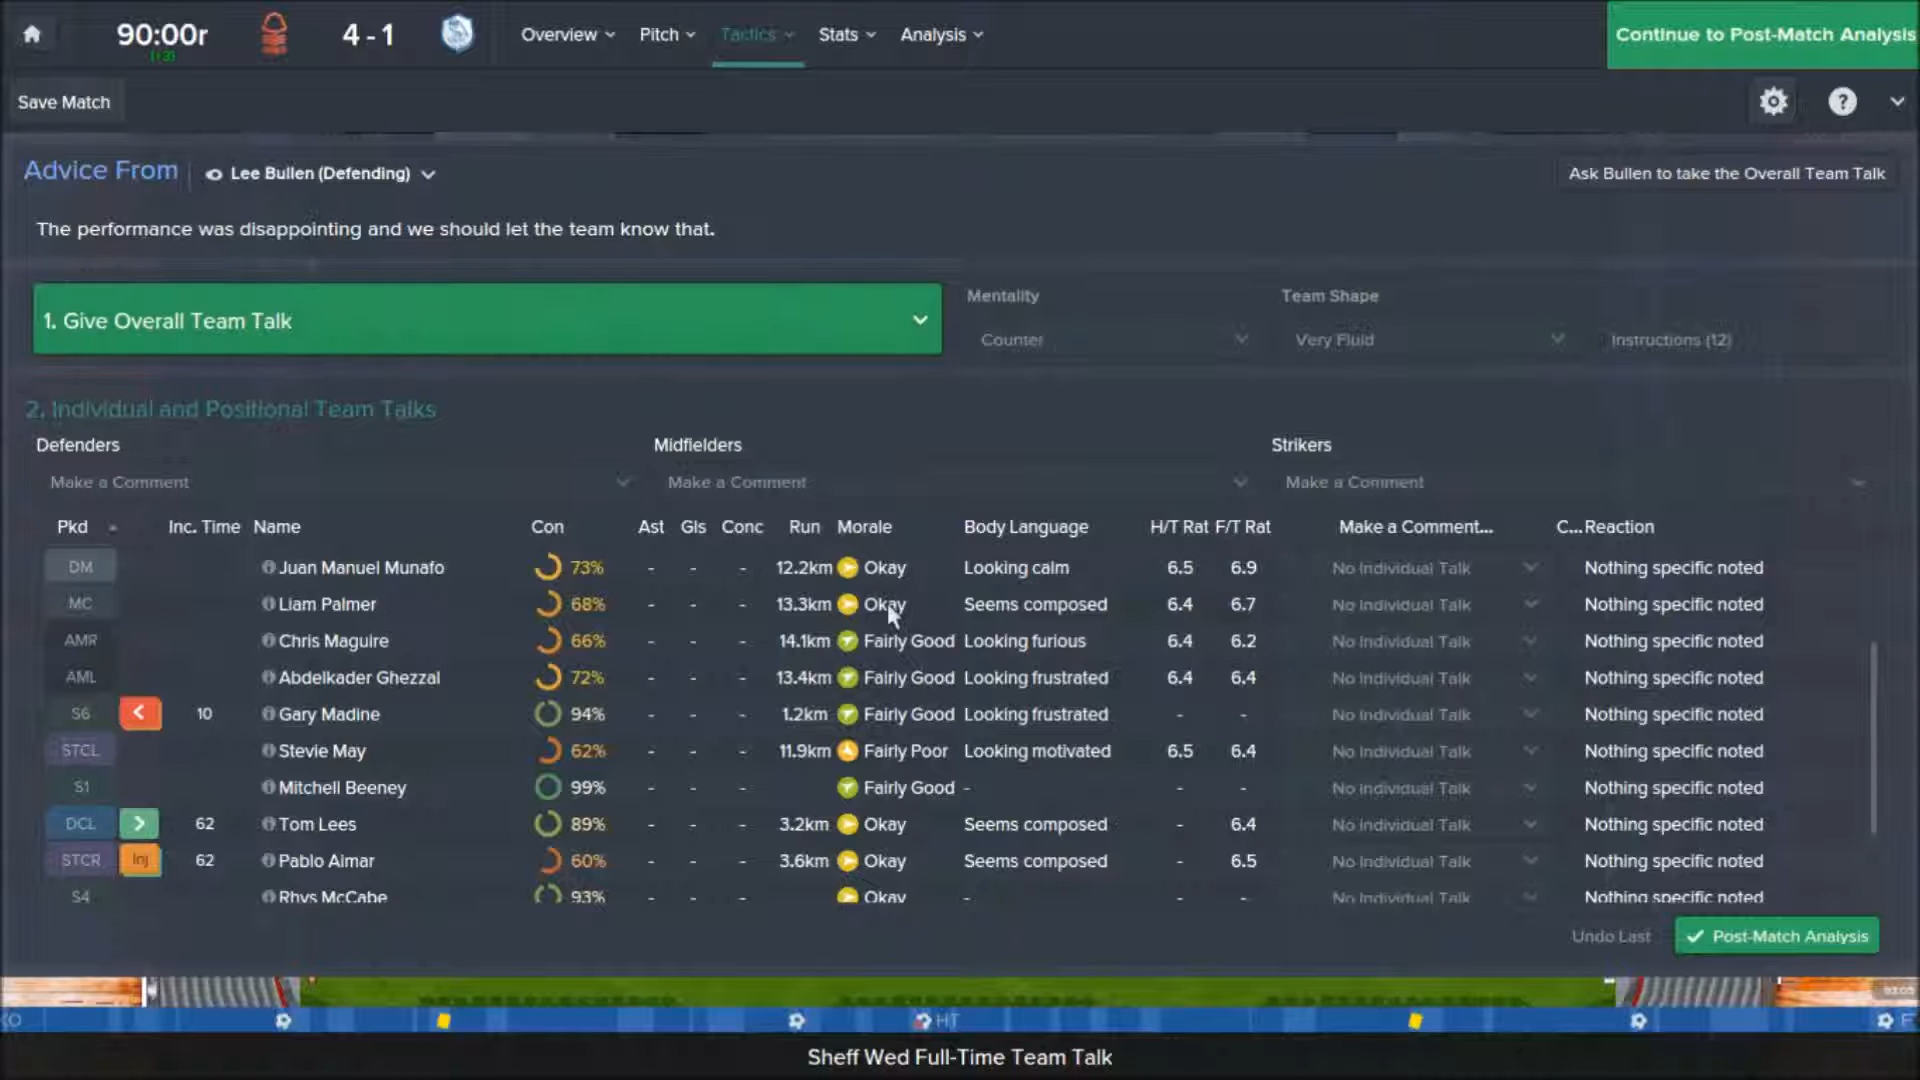 90:00r
4 - 1
Overview
Pitch
Tactics
Stats
Analysis
Continue to Post-Match Analysis
Save Match
Advice From
Lee Bullen (Defending)
Ask Bullen to take the Overall Team Talk
The performance was disappointing and we should let the team know that.
1. Give Overall Team Talk
Mentality
Team Shape
Counter
Very Fluid
Instructions (12)
2. Individual and Positional Team Talks
Defenders
Midfielders
Strikers
Make a Comment
Make a Comment
Make a Comment
Pkd Inc. Time Name Con Ast Gls Conc Run Morale Body Language H/T Rat F/T Rat Make a Comment... C... Reaction
DM Juan Manuel Munafo 73% - - - 12.2km Okay Looking calm 6.5 6.9 No Individual Talk Nothing specific noted
MC Liam Palmer 68% - - - 13.3km Okay Seems composed 6.4 6.7 No Individual Talk Nothing specific noted
AMR Chris Maguire 66% - - - 14.1km Fairly Good Looking furious 6.4 6.2 No Individual Talk Nothing specific noted
AML Abdelkader Ghezzal 72% - - - 13.4km Fairly Good Looking frustrated 6.4 6.4 No Individual Talk Nothing specific noted
S6 10 Gary Madine 94% - - - 1.2km Fairly Good Looking frustrated - - No Individual Talk Nothing specific noted
STCL Stevie May 62% - - - 11.9km Fairly Poor Looking motivated 6.5 6.4 No Individual Talk Nothing specific noted
S1 Mitchell Beeney 99% - - - Fairly Good - - - No Individual Talk Nothing specific noted
DCL 62 Tom Lees 89% - - - 3.2km Okay Seems composed - 6.4 No Individual Talk Nothing specific noted
STCR Inj 62 Pablo Aimar 60% - - - 3.6km Okay Seems composed - 6.5 No Individual Talk Nothing specific noted
S4 Rhys McCabe 93% - - - Okay - - - No Individual Talk Nothing specific noted
Undo Last
Post-Match Analysis
HT
Sheff Wed Full-Time Team Talk